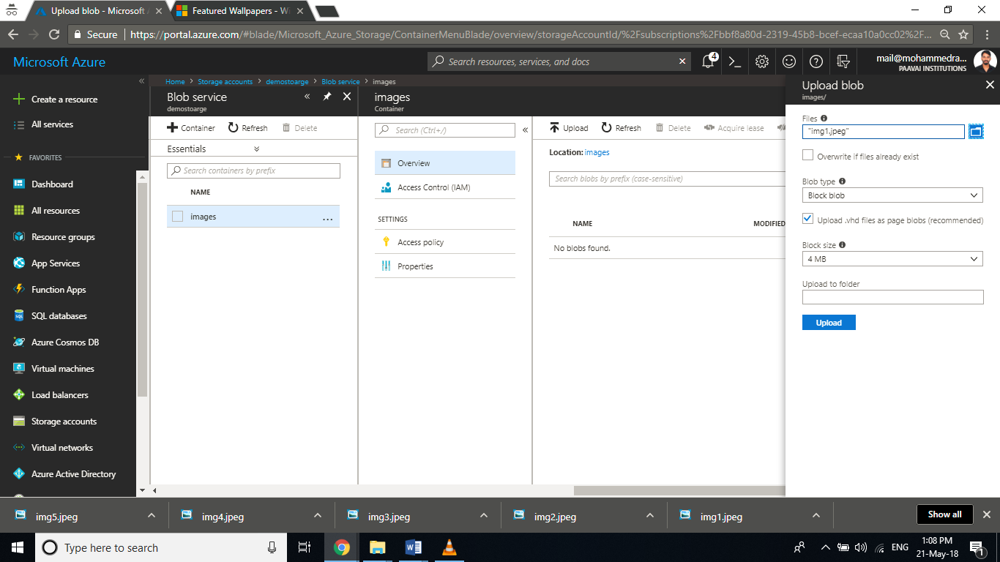 Upload blob - Microsoft A
Featured Wallpapers - Wi
Secure
https://portal.azure.com/#blade/Microsoft_Azure_Storage/ContainerMenuBlade/overview/storageAccountId/%2Fsubscriptions%2Fbbf8a80d-2319-45b8-bcef-ecaa10a0cc02%2F...
Microsoft Azure
Search resources, services, and docs
4
mail@mohammedra...
PAAVAI INSTITUTIONS
Create a resource
All services
FAVORITES
Dashboard
All resources
Resource groups
App Services
Function Apps
SQL databases
Azure Cosmos DB
Virtual machines
Load balancers
Storage accounts
Virtual networks
Azure Active Directory
Home > Storage accounts > demostoarge > Blob service > images
Blob service
demostoarge
Container
Refresh
Delete
Essentials
Search containers by prefix
NAME
images
...
images
Container
Search (Ctrl+/)
Overview
Access Control (IAM)
SETTINGS
Access policy
Properties
Upload
Refresh
Delete
Acquire lease
Location: images
Search blobs by prefix (case-sensitive)
NAME
MODIFIED
No blobs found.
Upload blob
images/
Files
"img1.jpeg"
Overwrite if files already exist
Blob type
Block blob
Upload .vhd files as page blobs (recommended)
Block size
4 MB
Upload to folder
Upload
img5.jpeg
img4.jpeg
img3.jpeg
img2.jpeg
img1.jpeg
Show all
Type here to search
ENG
1:08 PM
21-May-18
1